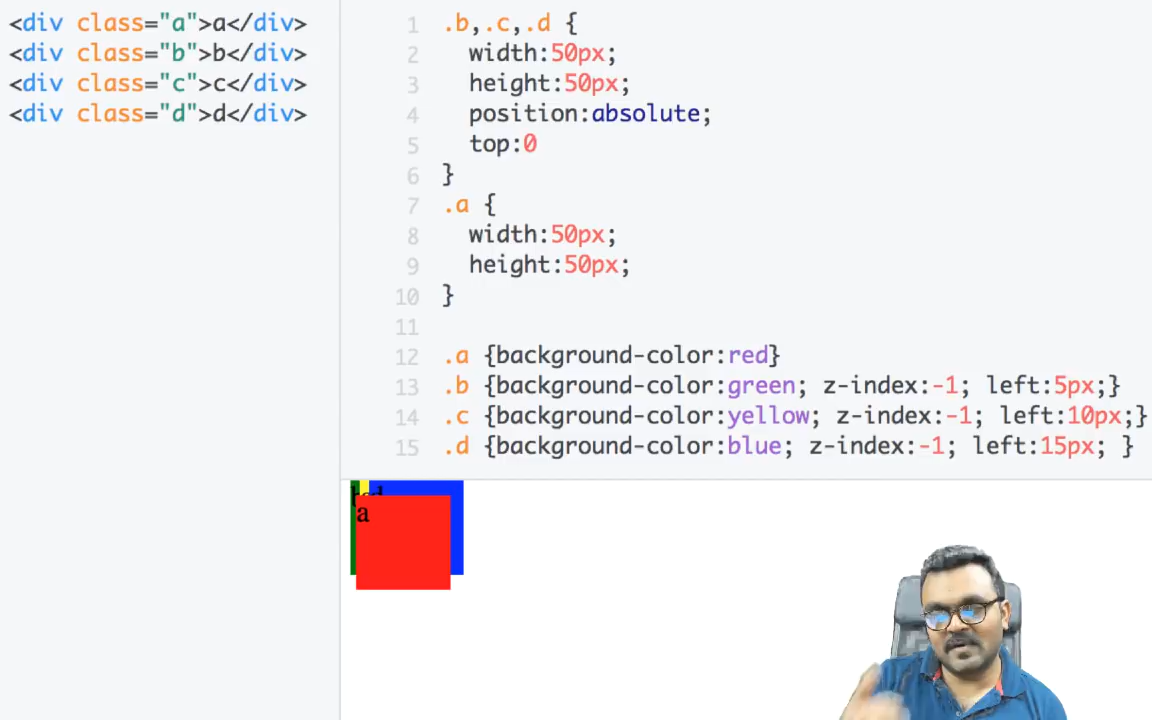 <div class="a">a</div>
<div class="b">b</div>
<div class="c">c</div>
<div class="d">d</div>
1 .b,.c,.d {
2 width:50px;
3 height:50px;
4 position:absolute;
5 top:0
6 }
7 .a {
8 width:50px;
9 height:50px;
10 }
11
12 .a {background-color:red}
13 .b {background-color:green; z-index:-1; left:5px;}
14 .c {background-color:yellow; z-index:-1; left:10px;}
15 .d {background-color:blue; z-index:-1; left:15px; }
a